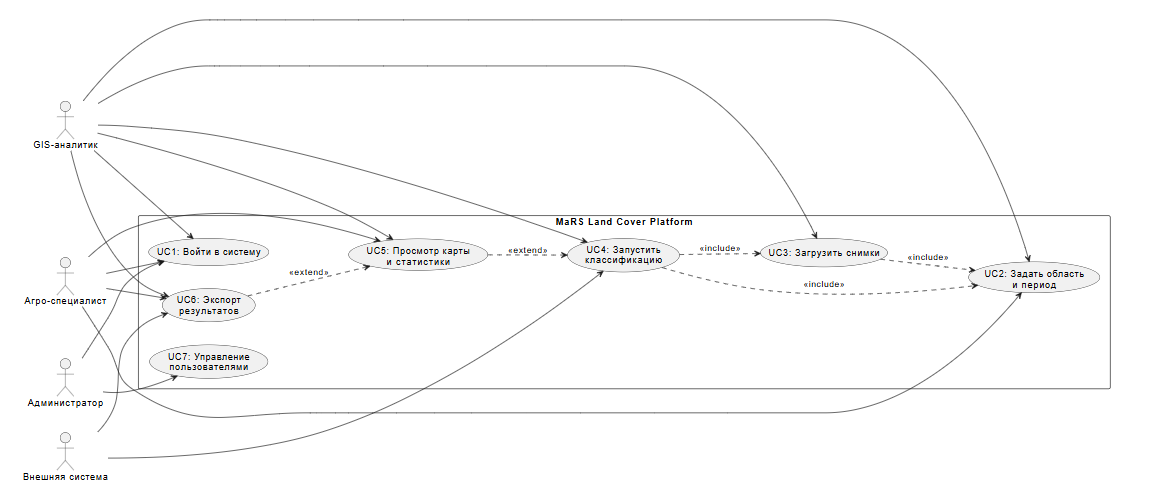 GIS-аналитик
MaRS Land Cover Platform
UC1: Войти в систему
UC5: Просмотр карты
и статистики
«extend»
UC4: Запустить
классификацию
«include»
UC3: Загрузить снимки
«include»
UC2: Задать область
и период
«extend»
«include»
Агро-специалист
UC6: Экспорт
результатов
UC7: Управление
пользователями
Администратор
Внешняя система